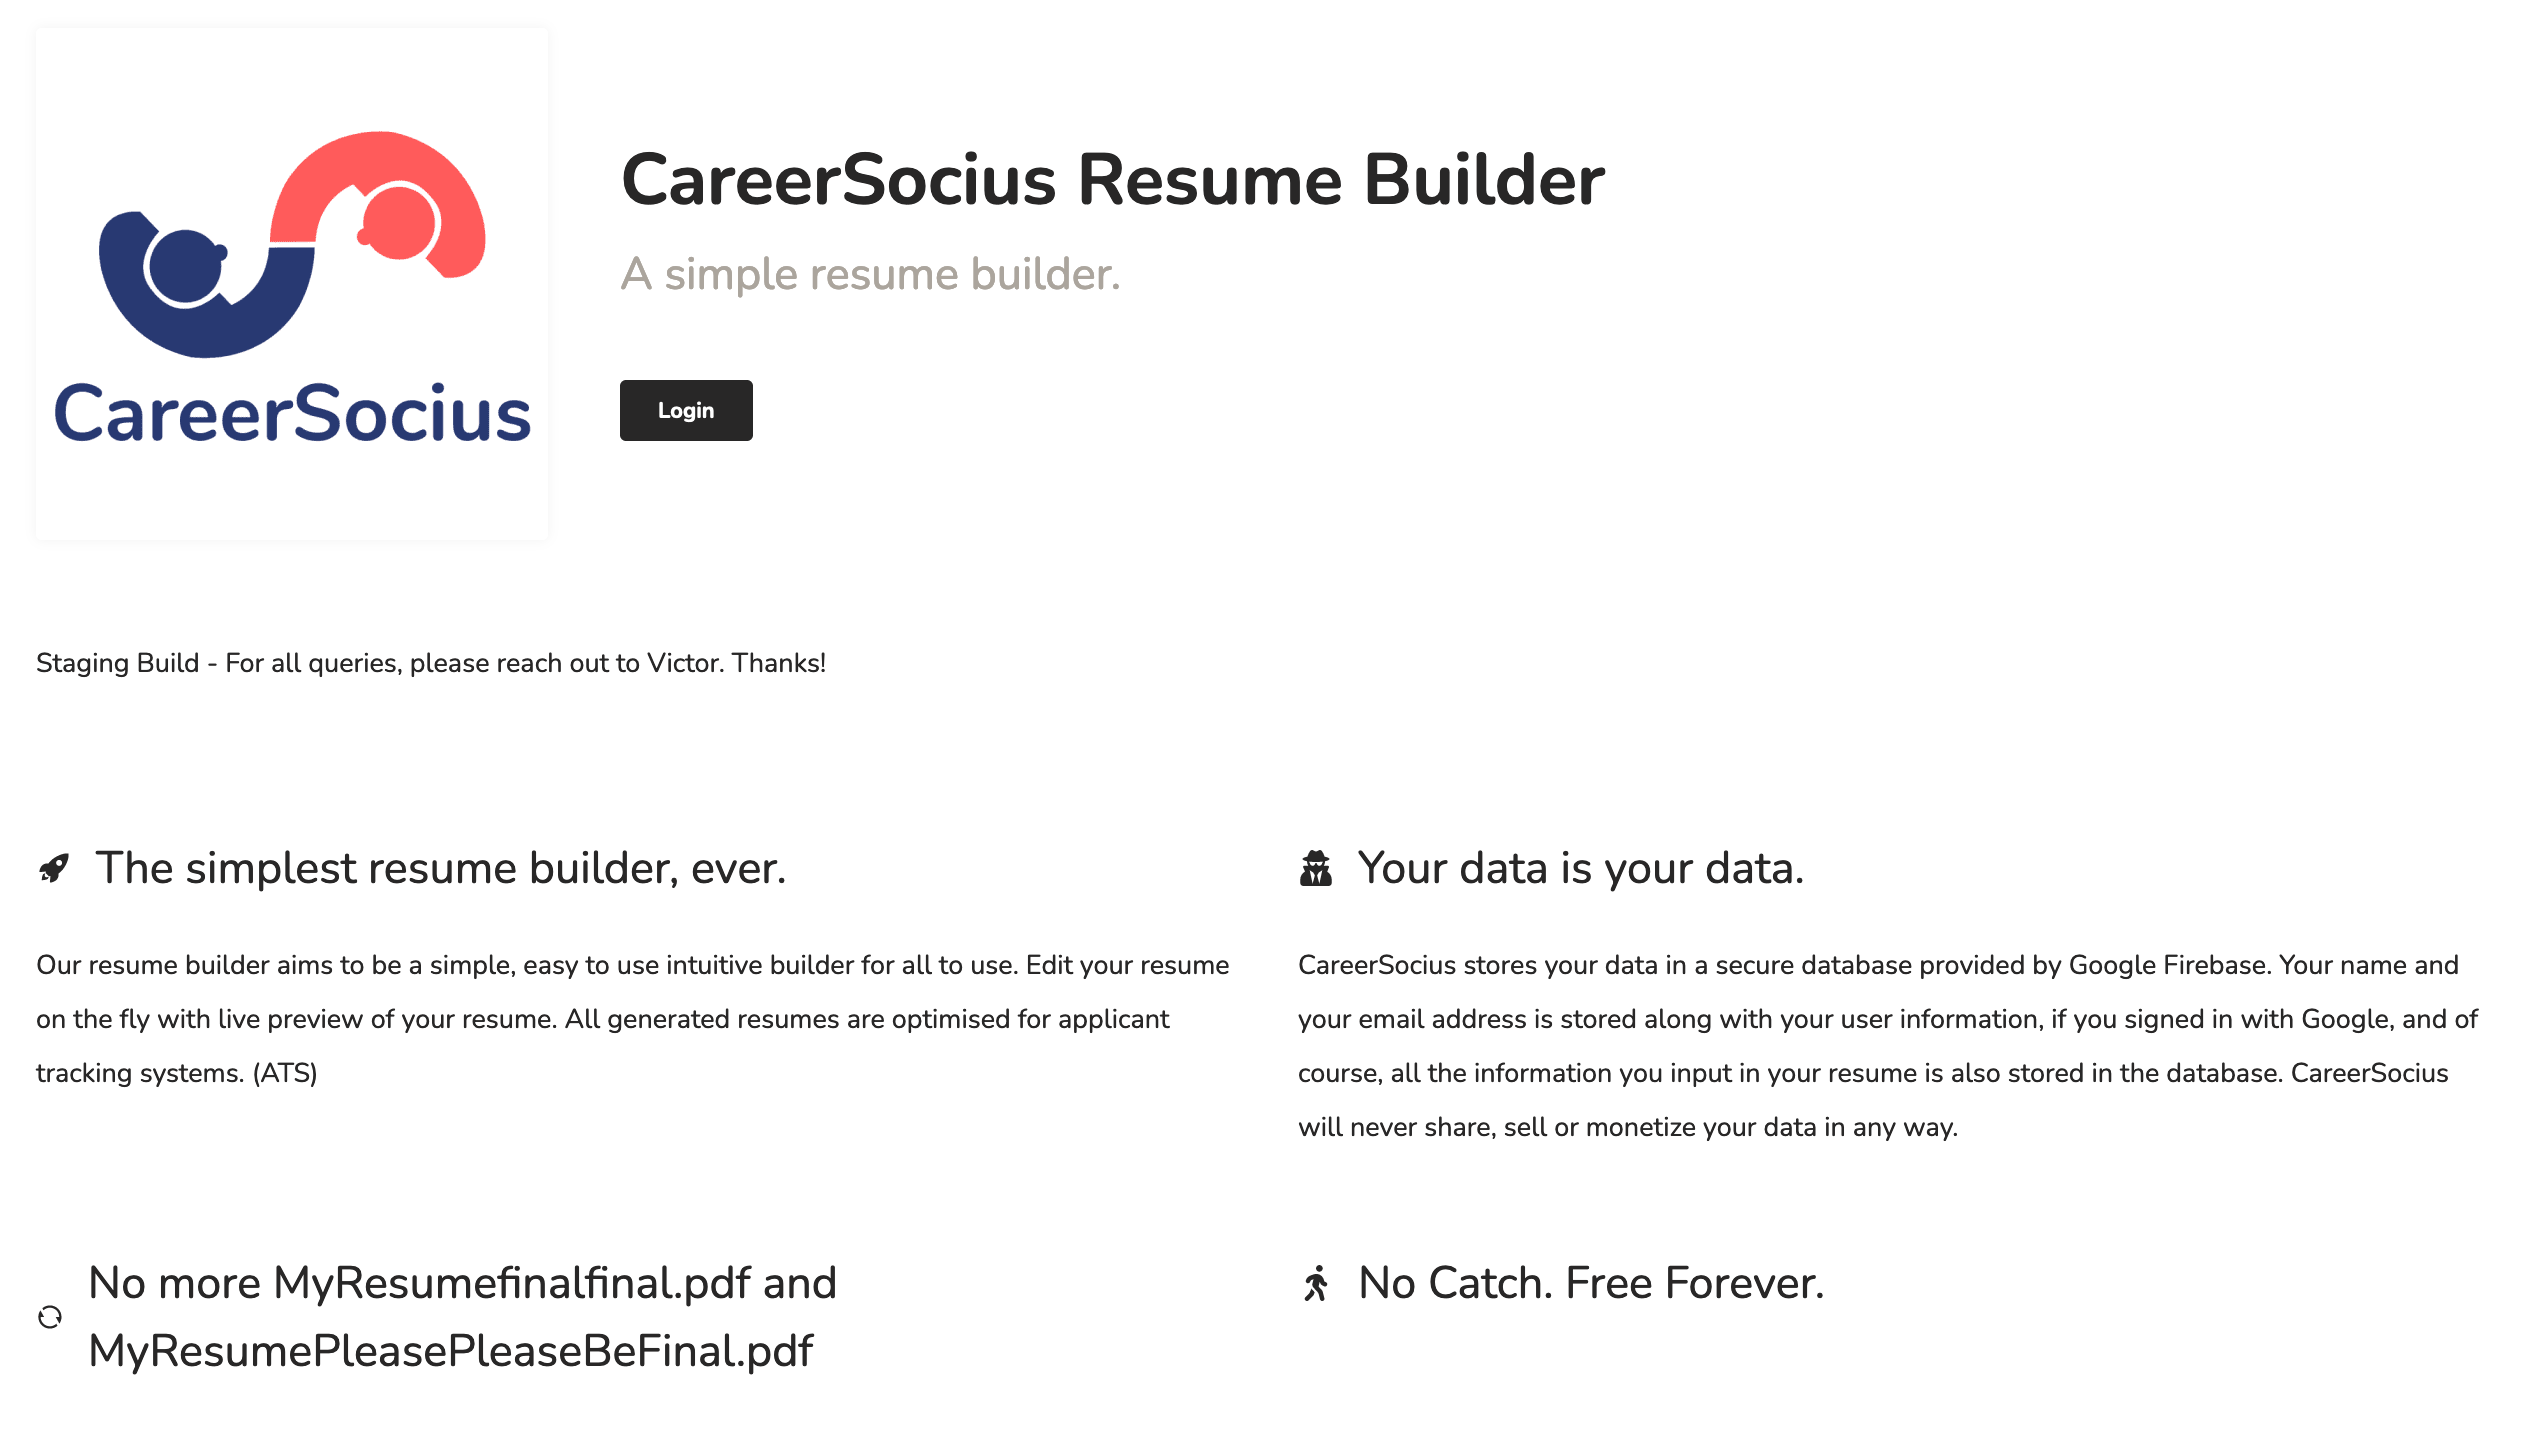 CareerSocius
CareerSocius Resume Builder
A simple resume builder.
Login
Staging Build - For all queries, please reach out to Victor. Thanks!
The simplest resume builder, ever.
Our resume builder aims to be a simple, easy to use intuitive builder for all to use. Edit your resume
on the fly with live preview of your resume. All generated resumes are optimised for applicant
tracking systems. (ATS)
Your data is your data.
CareerSocius stores your data in a secure database provided by Google Firebase. Your name and
your email address is stored along with your user information, if you signed in with Google, and of
course, all the information you input in your resume is also stored in the database. CareerSocius
will never share, sell or monetize your data in any way.
No more MyResumefinalfinal.pdf and
MyResumePleasePleaseBeFinal.pdf
No Catch. Free Forever.